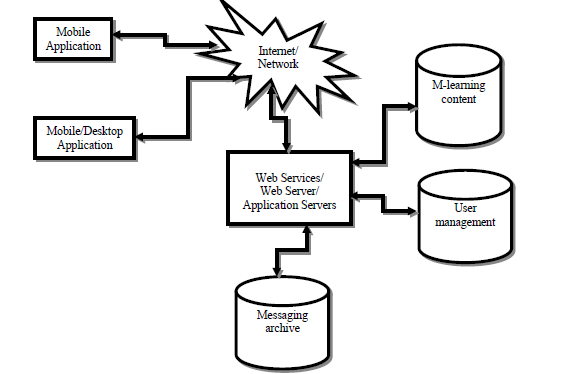 Mobile
Application
Internet/
Network
M-learning
content
Mobile/Desktop
Application
Web Services/
Web Server/
Application Servers
User
management
Messaging
archive